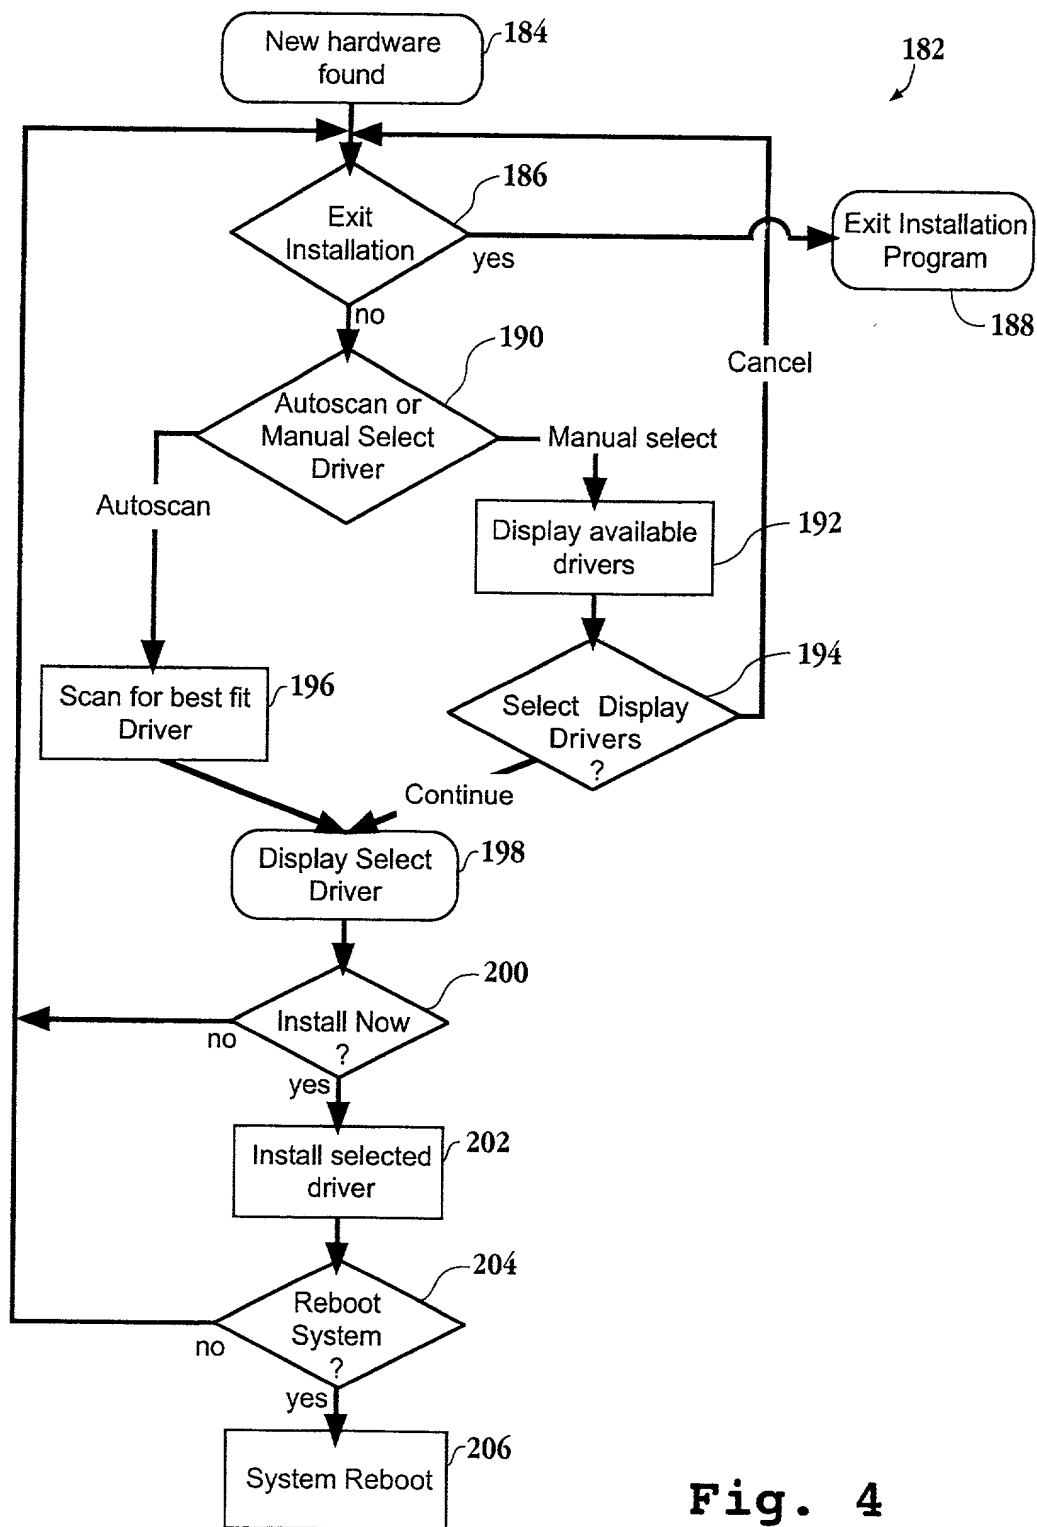 New hardware
found
184
182
186
Exit
Installation
yes
Exit Installation
Program
188
no
190
Cancel
Autoscan or
Manual Select
Driver
Manual select
Autoscan
Display available
drivers
192
194
Scan for best fit
Driver
196
Select Display
Drivers
?
Continue
Display Select
Driver
198
200
Install Now
?
no
yes
Install selected
driver
202
204
Reboot
System
?
no
yes
System Reboot
206
Fig. 4